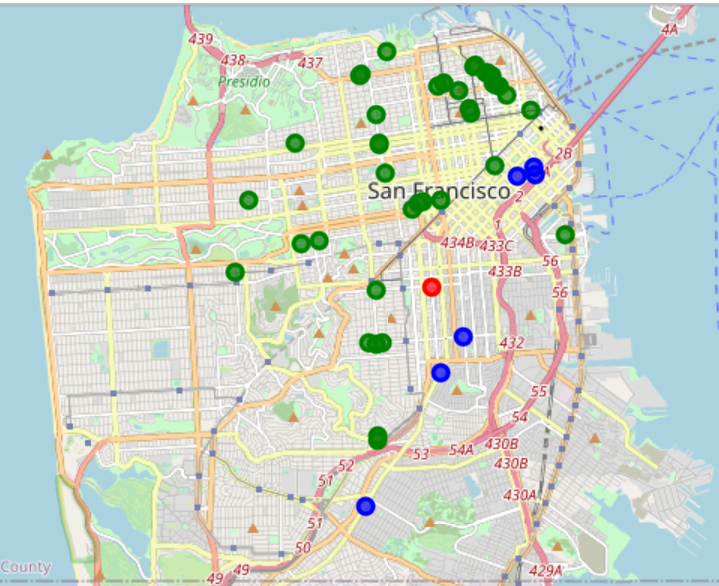 4A
439
438
437
Presidio
2B
A
San Francisco
2
1
434B
433C
433B
56
56
432
55
54
53
54A
430B
52
430B
51
430A
51
50
49
49
429A
County